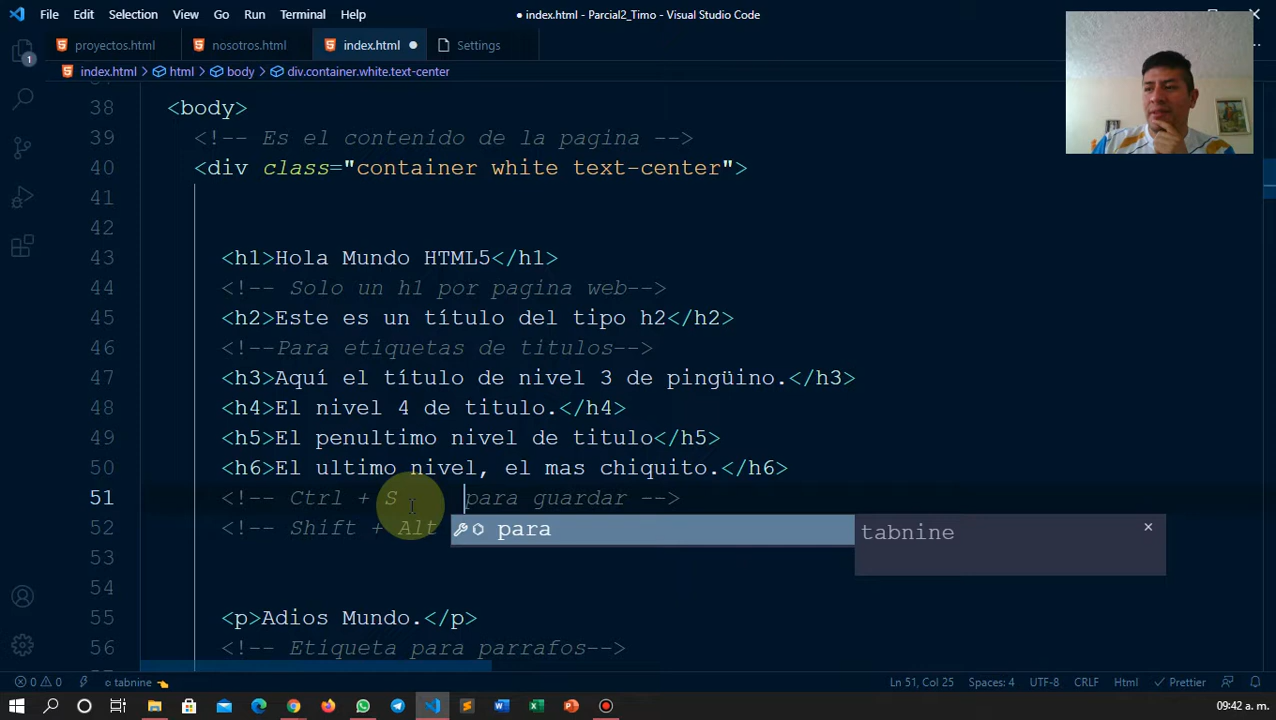 File Edit Selection View Go Run Terminal Help
● index.html - Parcial2_Timo - Visual Studio Code
proyectos.html nosotros.html index.html ● Settings
index.html > html > body > div.container.white.text-center
38 <body>
39 <!-- Es el contenido de la pagina -->
40 <div class="container white text-center">
41
42
43 <h1>Hola Mundo HTML5</h1>
44 <!-- Solo un h1 por pagina web-->
45 <h2>Este es un título del tipo h2</h2>
46 <!--Para etiquetas de titulos-->
47 <h3>Aquí el título de nivel 3 de pingüino.</h3>
48 <h4>El nivel 4 de titulo.</h4>
49 <h5>El penultimo nivel de titulo</h5>
50 <h6>El ultimo nivel, el mas chiquito.</h6>
51 <!-- Ctrl + S para guardar -->
52 <!-- Shift + Alt
para tabnine ×
53
54
55 <p>Adios Mundo.</p>
56 <!-- Etiqueta para parrafos-->
1
0 0 tabnine Ln 51, Col 25 Spaces: 4 UTF-8 CRLF Html Prettier
09:42 a. m.